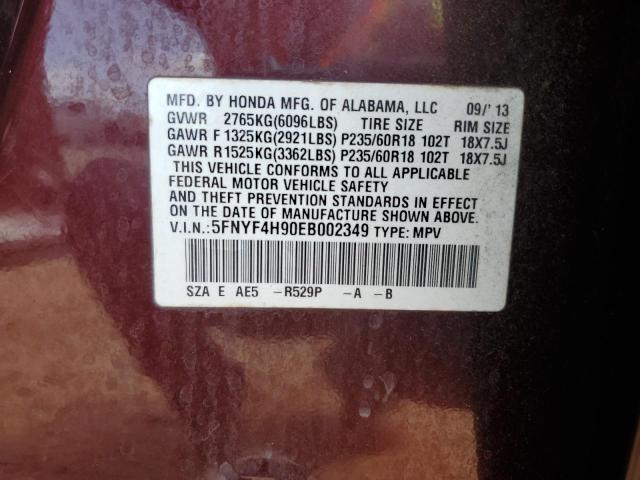 MFD. BY HONDA MFG. OF ALABAMA, LLC 09/'13
GVWR 2765KG(6096LBS) TIRE SIZE RIM SIZE
GAWR F 1325KG(2921LBS) P235/60R18 102T 18X7.5J
GAWR R1525KG(3362LBS) P235/60R18 102T 18X7.5J
THIS VEHICLE CONFORMS TO ALL APPLICABLE
FEDERAL MOTOR VEHICLE SAFETY
AND THEFT PREVENTION STANDARDS IN EFFECT
ON THE DATE OF MANUFACTURE SHOWN ABOVE.
V.I.N.:5FNYF4H90EB002349 TYPE: MPV
SZA E AE5 -R529P -A -B